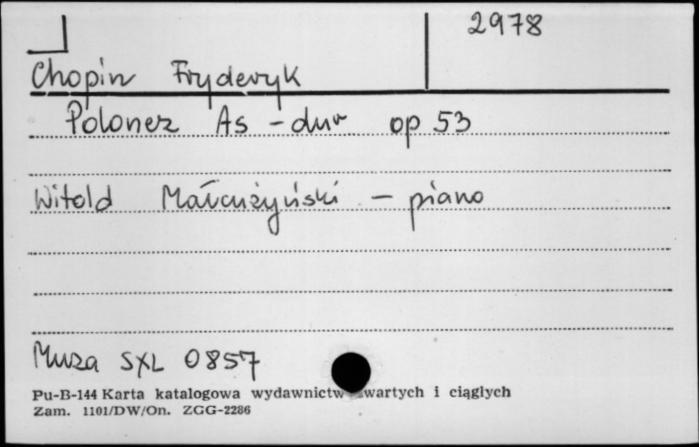 2978
Chopin Fryderyk
Polonez As-dur op 53
Witold Małcużyński - piano
Muza SXL 0857
Pu-B-144 Karta katalogowa wydawnictw wartych i ciągłych
Zam. 1101/DW/On. ZGG-2286